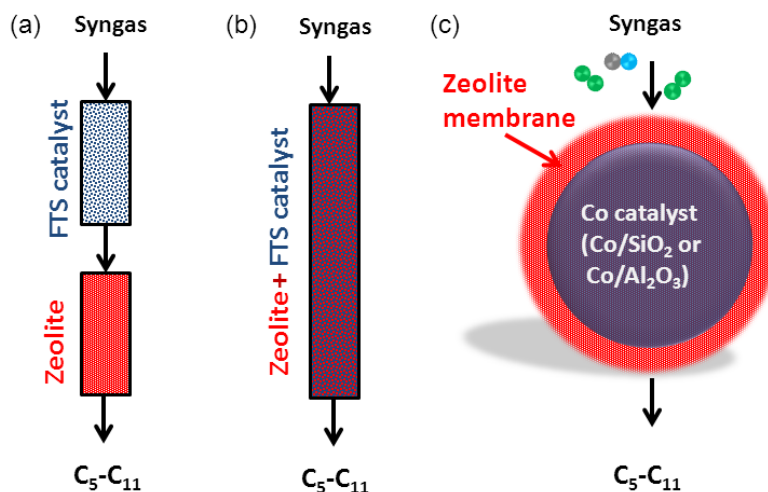 (a)
Syngas
FTS catalyst
Zeolite
C₅-C₁₁
(b)
Syngas
Zeolite+ FTS catalyst
C₅-C₁₁
(c)
Syngas
Zeolite
membrane
Co catalyst
(Co/SiO₂ or
Co/Al₂O₃)
C₅-C₁₁